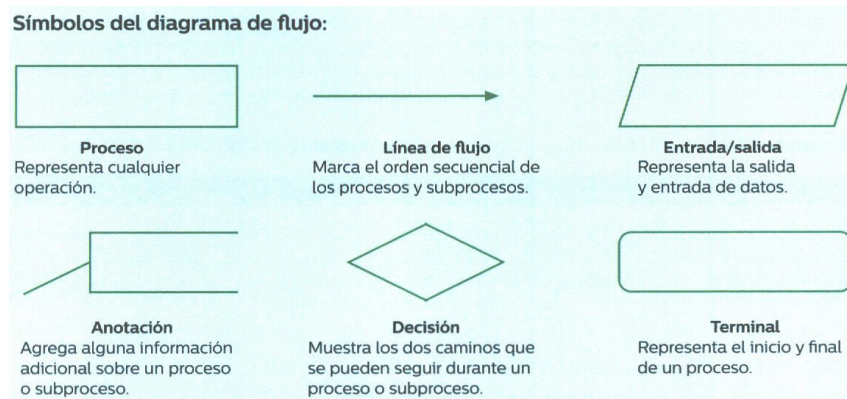 Símbolos del diagrama de flujo:
Proceso
Representa cualquier
operación.
Línea de flujo
Marca el orden secuencial de
los procesos y subprocesos.
Entrada/salida
Representa la salida
y entrada de datos.
Anotación
Agrega alguna información
adicional sobre un proceso
o subproceso.
Decisión
Muestra los dos caminos que
se pueden seguir durante un
proceso o subproceso.
Terminal
Representa el inicio y final
de un proceso.